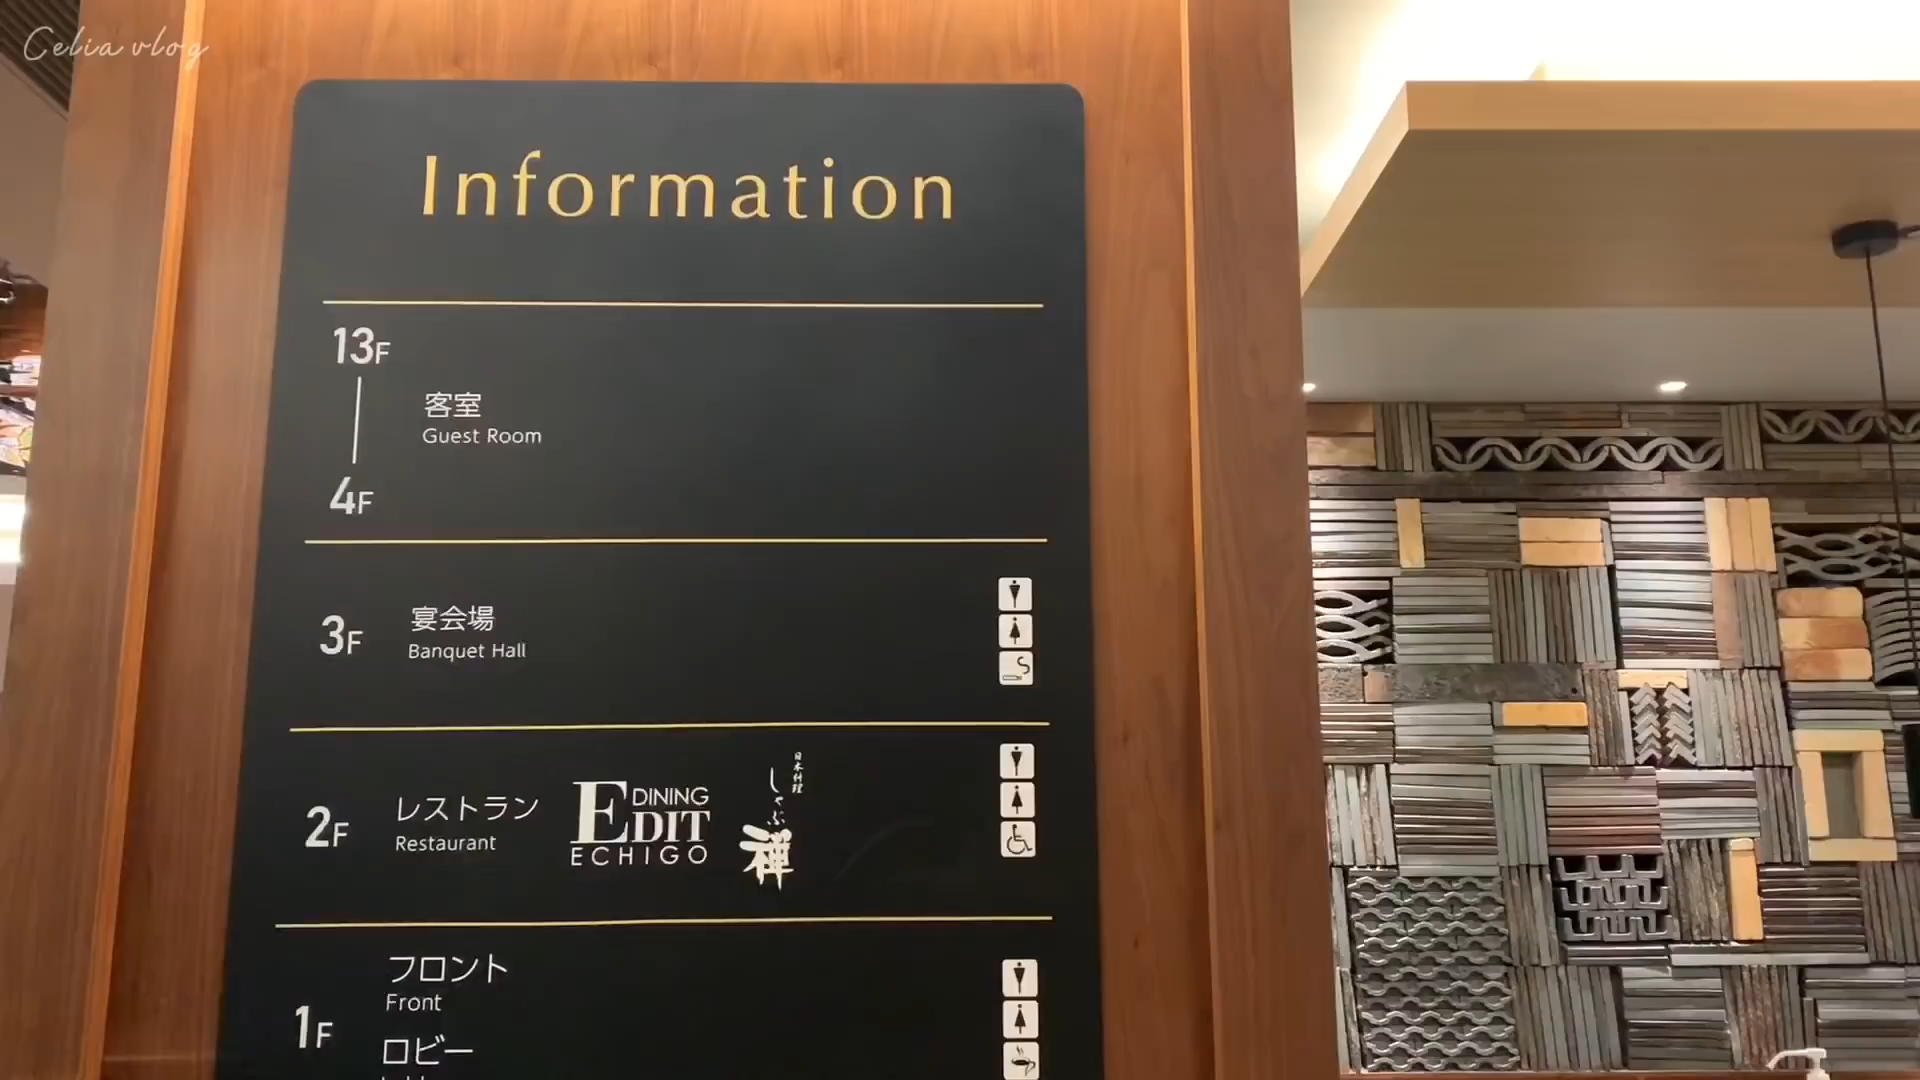 Celia vlog
Information
13F
客室
Guest Room
4F
3F
宴会場
Banquet Hall
2F
レストラン
Restaurant
DINING
EDIT
ECHIGO
日本料理
しゃぶ
禅
フロント
Front
1F
ロビー